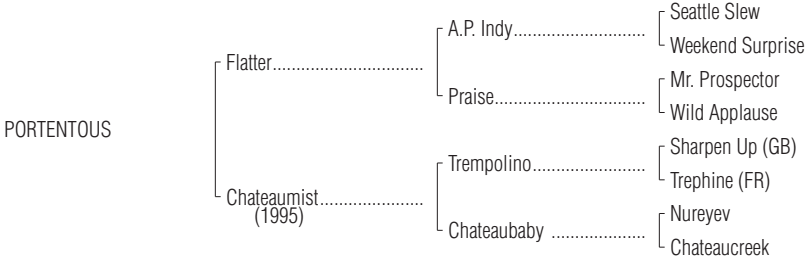 Seattle Slew
A.P. Indy..............................
Weekend Surprise
Flatter..................................
Mr. Prospector
Praise..................................
Wild Applause
PORTENTOUS
Sharpen Up (GB)
Trempolino..........................
Trephine (FR)
Chateaumist.......................
(1995)
Nureyev
Chateaubaby .....................
Chateaucreek